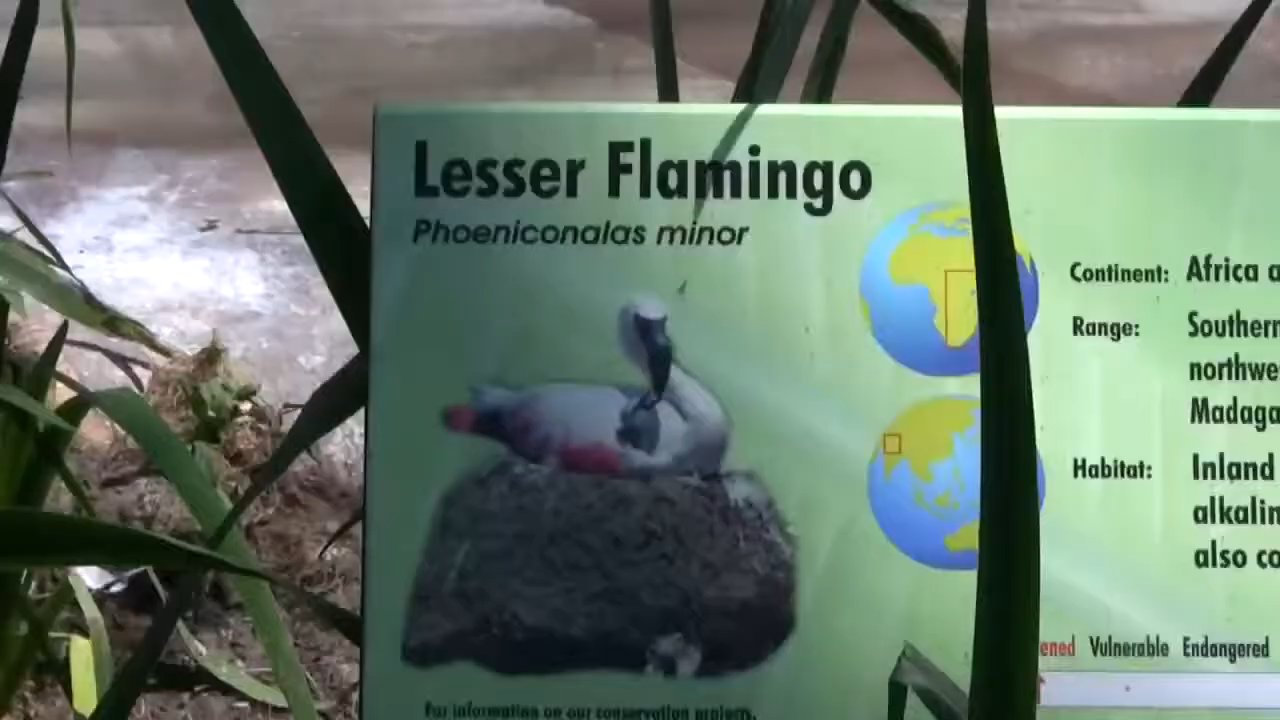 Lesser Flamingo
Phoeniconalas minor
Continent: Africa a
Range: Southern
northwe
Madaga
Habitat: Inland
alkalin
also co
ened Vulnerable Endangered
For information on our conservation projects,